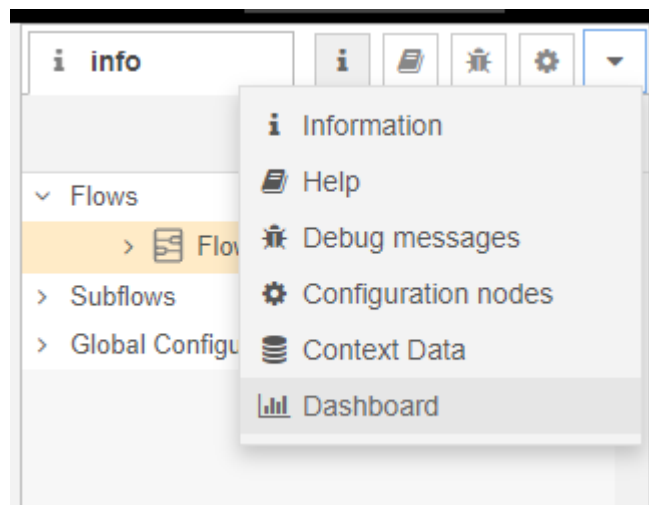 info
Information
Help
Flows
Debug messages
Subflows
Configuration nodes
Context Data
Dashboard